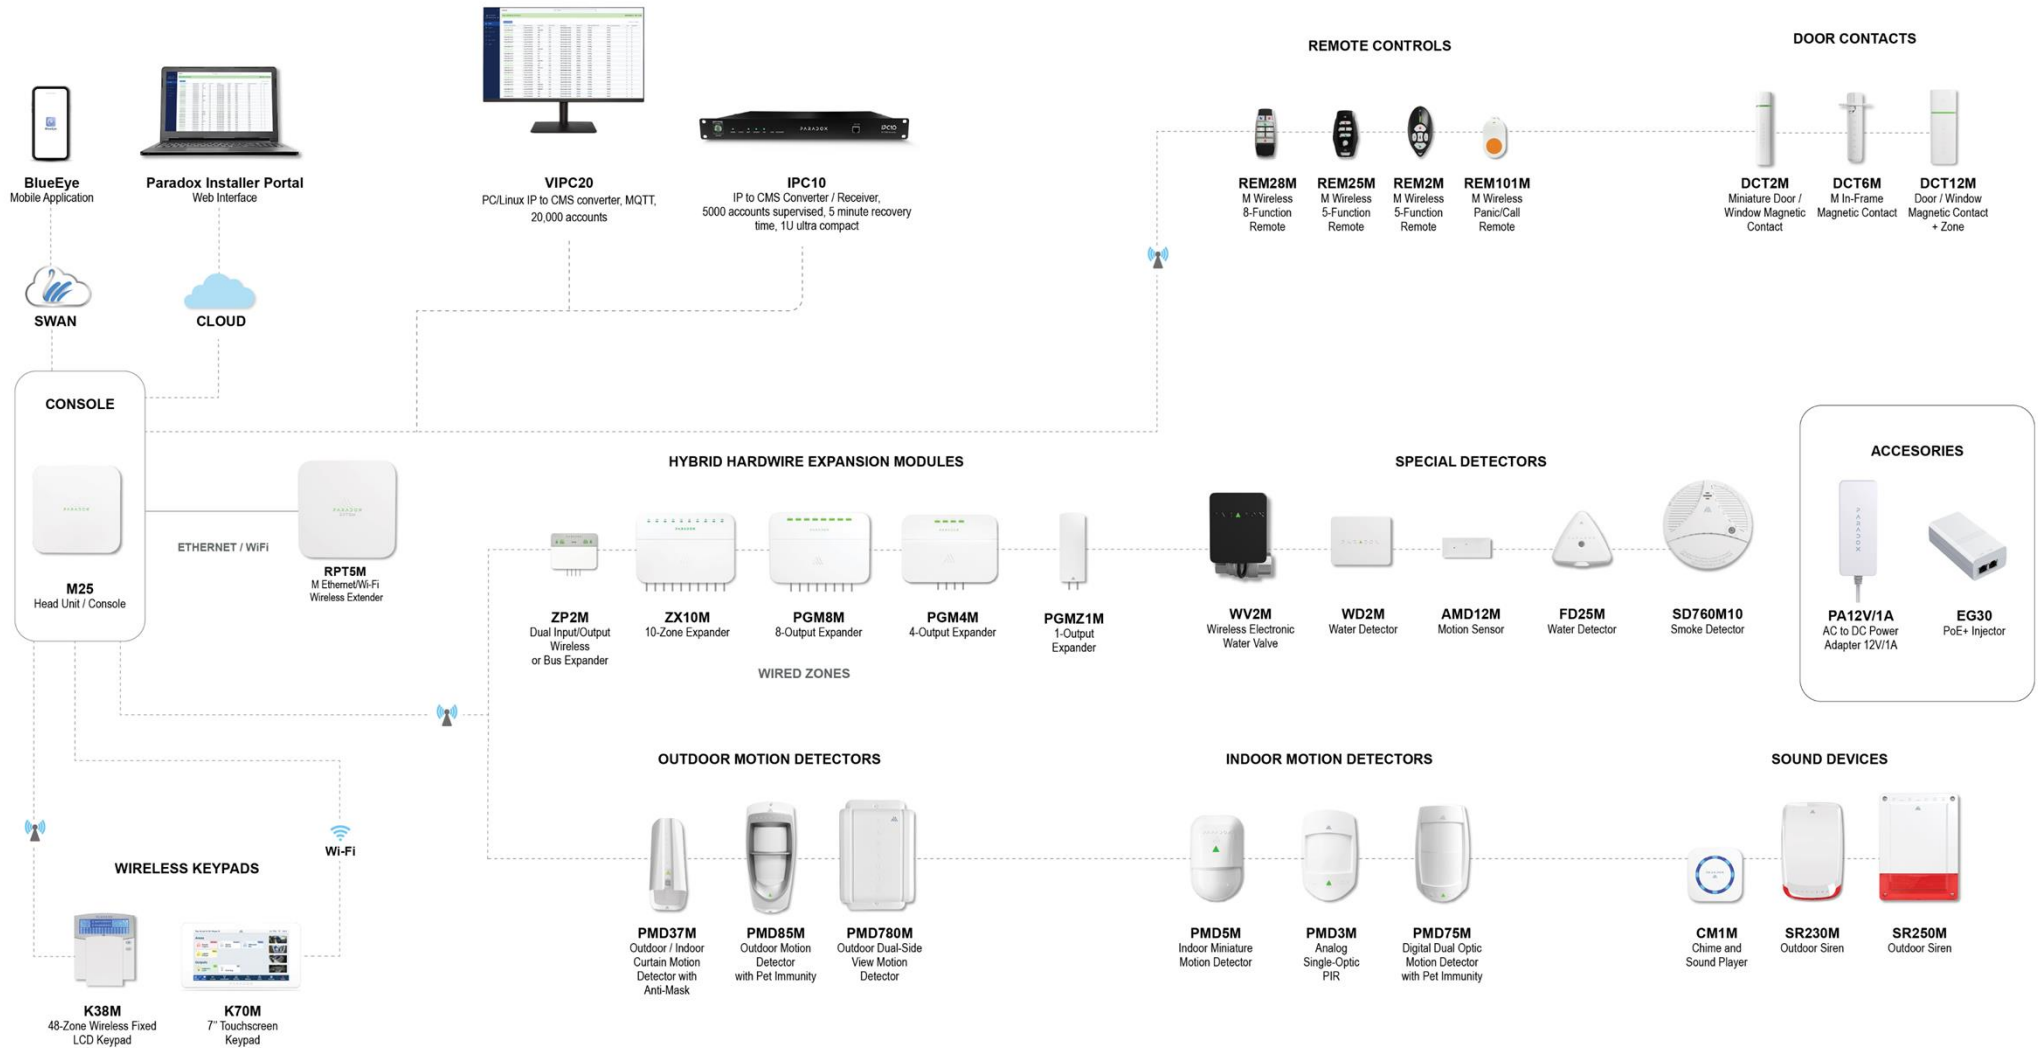 REMOTE CONTROLS
DOOR CONTACTS
BlueEye
Mobile Application
Paradox Installer Portal
Web Interface
VIPC20
PC/Linux IP to CMS converter, MQTT,
20,000 accounts
PARADOX
IPC10
IPC10
IP to CMS Converter / Receiver,
5000 accounts supervised, 5 minute recovery
time, 1U ultra compact
REM28M
M Wireless
8-Function
Remote
REM25M
M Wireless
5-Function
Remote
REM2M
M Wireless
5-Function
Remote
REM101M
M Wireless
Panic/Call
Remote
DCT2M
Miniature Door /
Window Magnetic
Contact
DCT6M
M In-Frame
Magnetic Contact
DCT12M
Door / Window
Magnetic Contact
+ Zone
SWAN
CLOUD
CONSOLE
PARADOX
M25
Head Unit / Console
ETHERNET / WiFi
PARADOX
RPT5M
M Ethernet/Wi-Fi
Wireless Extender
HYBRID HARDWIRE EXPANSION MODULES
PARADOX
ZP2M
Dual Input/Output
Wireless
or Bus Expander
ZX10M
10-Zone Expander
PGM8M
8-Output Expander
PGM4M
4-Output Expander
PGMZ1M
1-Output
Expander
WIRED ZONES
SPECIAL DETECTORS
WV2M
Wireless Electronic
Water Valve
PARADOX
WD2M
Water Detector
AMD12M
Motion Sensor
FD25M
Water Detector
SD760M10
Smoke Detector
ACCESORIES
PARADOX
PA12V/1A
AC to DC Power
Adapter 12V/1A
EG30
PoE+ Injector
OUTDOOR MOTION DETECTORS
PMD37M
Outdoor / Indoor
Curtain Motion
Detector with
Anti-Mask
PMD85M
Outdoor Motion
Detector
with Pet Immunity
PMD780M
Outdoor Dual-Side
View Motion
Detector
INDOOR MOTION DETECTORS
PMD5M
Indoor Miniature
Motion Detector
PMD3M
Analog
Single-Optic
PIR
PMD75M
Digital Dual Optic
Motion Detector
with Pet Immunity
SOUND DEVICES
CM1M
Chime and
Sound Player
SR230M
Outdoor Siren
SR250M
Outdoor Siren
Wi-Fi
WIRELESS KEYPADS
K38M
48-Zone Wireless Fixed
LCD Keypad
K70M
7" Touchscreen
Keypad